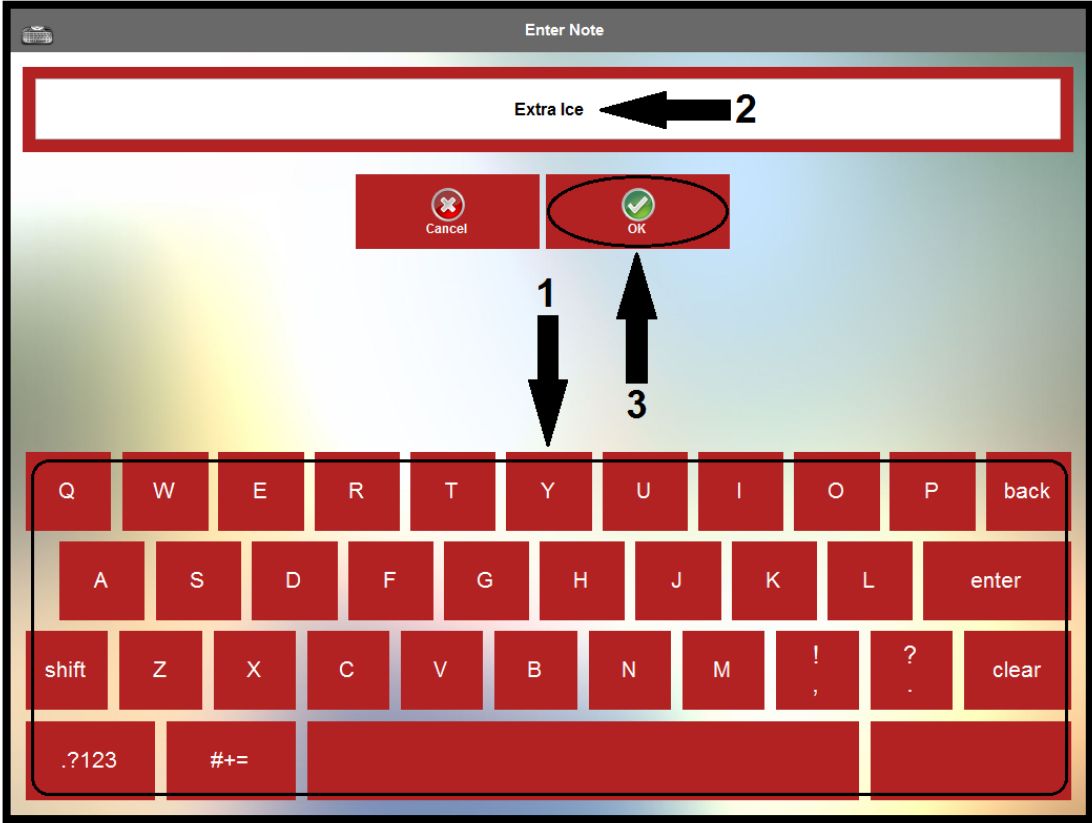 Enter Note
Extra Ice 2
Cancel OK
1
3
Q W E R T Y U I O P back
A S D F G H J K L enter
shift Z X C V B N M ! , ? . clear
.?123 #+=